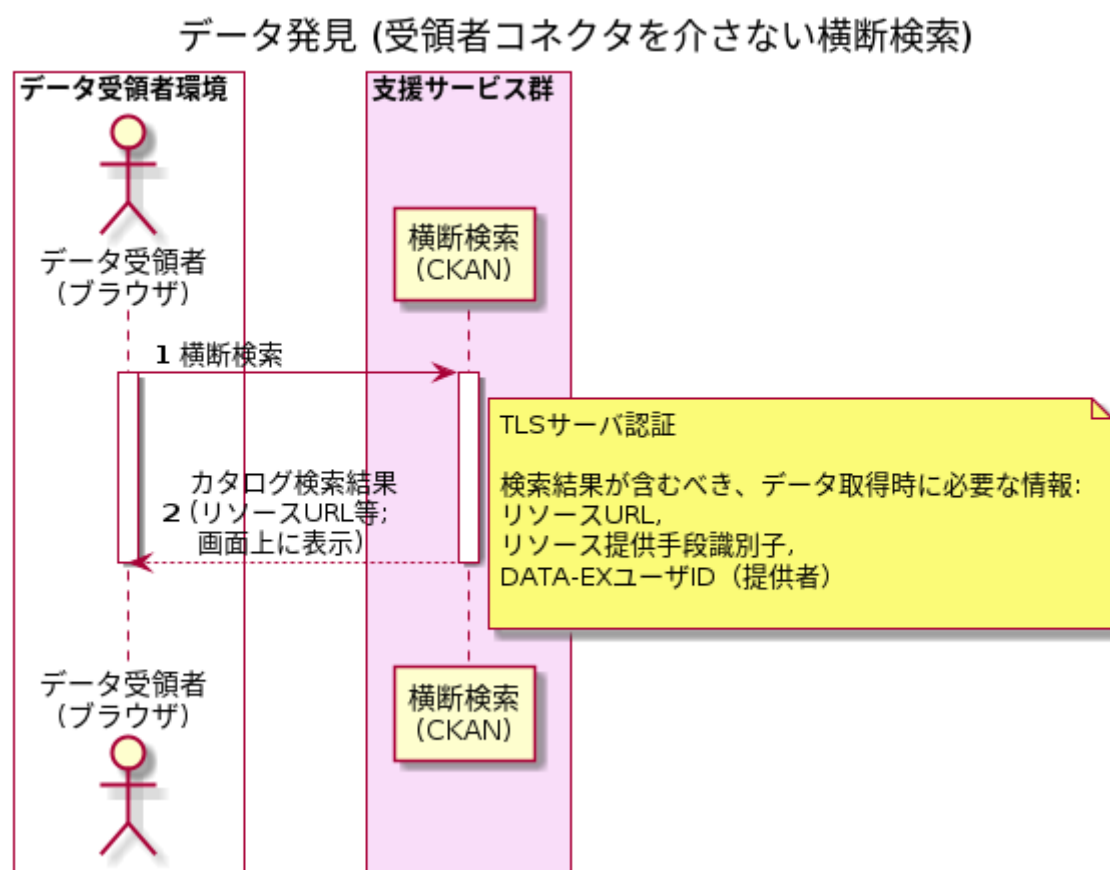 データ発見 (受領者コネクタを介さない横断検索)
データ受領者環境
支援サービス群
データ受領者
（ブラウザ）
横断検索
(CKAN)
1 横断検索
TLSサーバ認証
検索結果が含むべき、データ取得時に必要な情報:
リソースURL,
リソース提供手段識別子,
DATA-EXユーザID（提供者）
カタログ検索結果
2 (リソースURL等;
画面上に表示）
データ受領者
（ブラウザ）
横断検索
(CKAN)